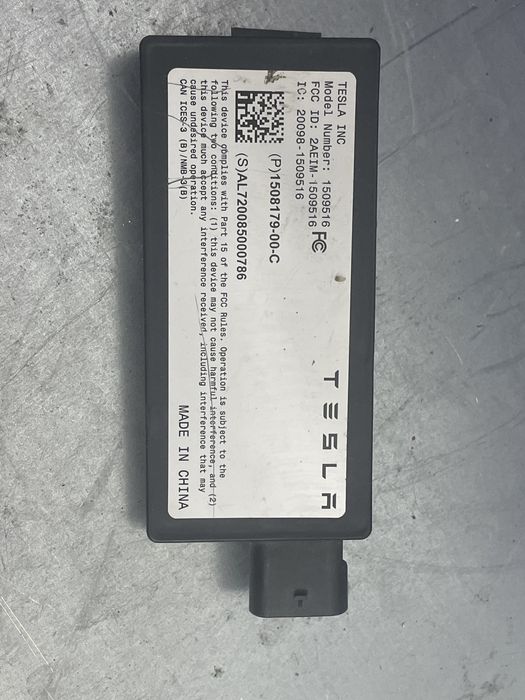 TESLA INC
Model Number: 1509516
FCC ID: 2AEIM-1509516 FC
IC: 20098-1509516
TESLA
(P)1508179-00-C
(S)AL720085000786
This device complies with Part 15 of the FCC Rules. Operation is subject to the
following two conditions: (1) this device may not cause harmful interference, and (2)
this device much accept any interference received, including interference that may
cause undesired operation.
CAN ICES-3 (B)/NMB-3(B)
MADE IN CHINA